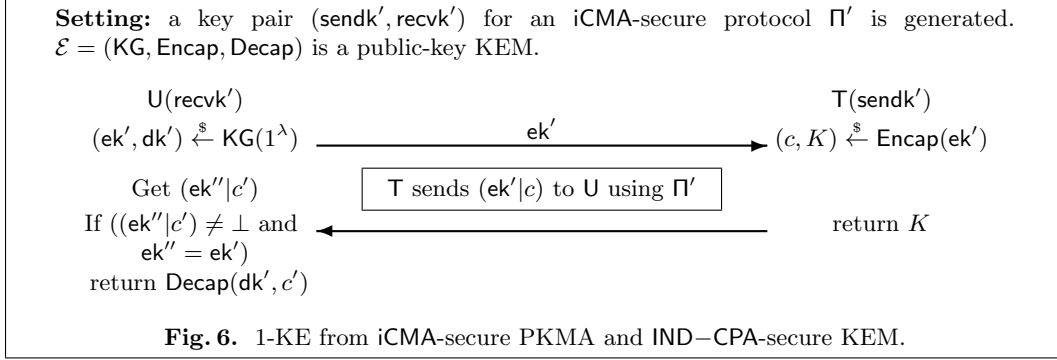 Setting: a key pair (sendk′, recvk′) for an iCMA-secure protocol Π′ is generated.
ℰ = (KG, Encap, Decap) is a public-key KEM.
U(recvk′) T(sendk′)
(ek′, dk′) $← KG(1^λ) ek′ (c, K) $← Encap(ek′)
Get (ek′′|c′) T sends (ek′|c) to U using Π′
If ((ek′′|c′) ≠ ⊥ and return K
ek′′ = ek′)
return Decap(dk′, c′)
Fig. 6. 1-KE from iCMA-secure PKMA and IND−CPA-secure KEM.